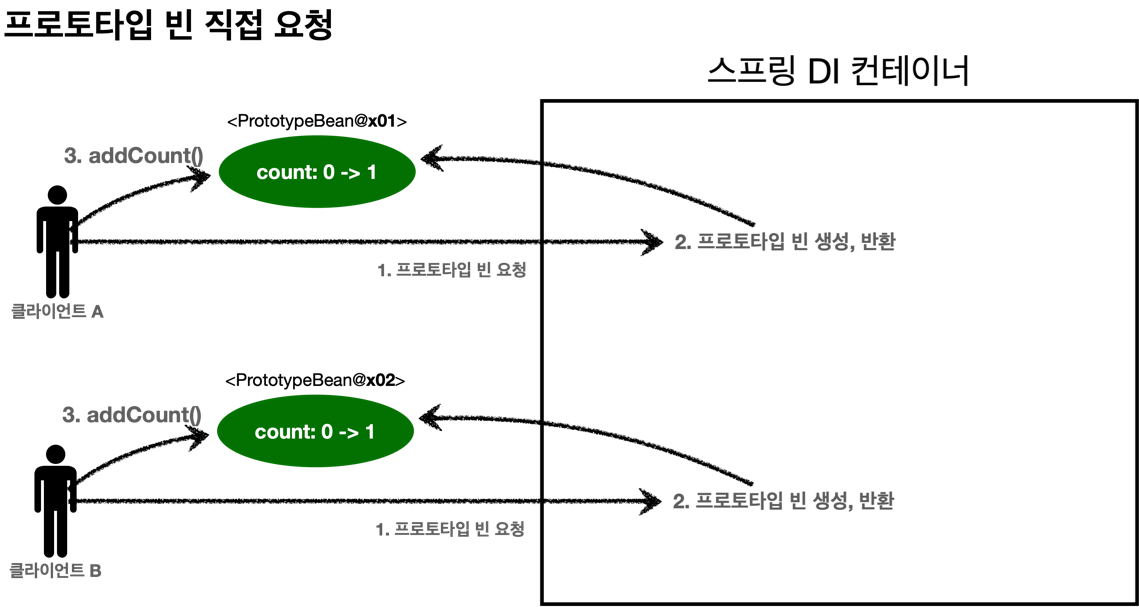 프로토타입 빈 직접 요청
스프링 DI 컨테이너
<PrototypeBean@x01>
3. addCount()
count: 0 -> 1
2. 프로토타입 빈 생성, 반환
1. 프로토타입 빈 요청
클라이언트 A
<PrototypeBean@x02>
3. addCount()
count: 0 -> 1
2. 프로토타입 빈 생성, 반환
1. 프로토타입 빈 요청
클라이언트 B